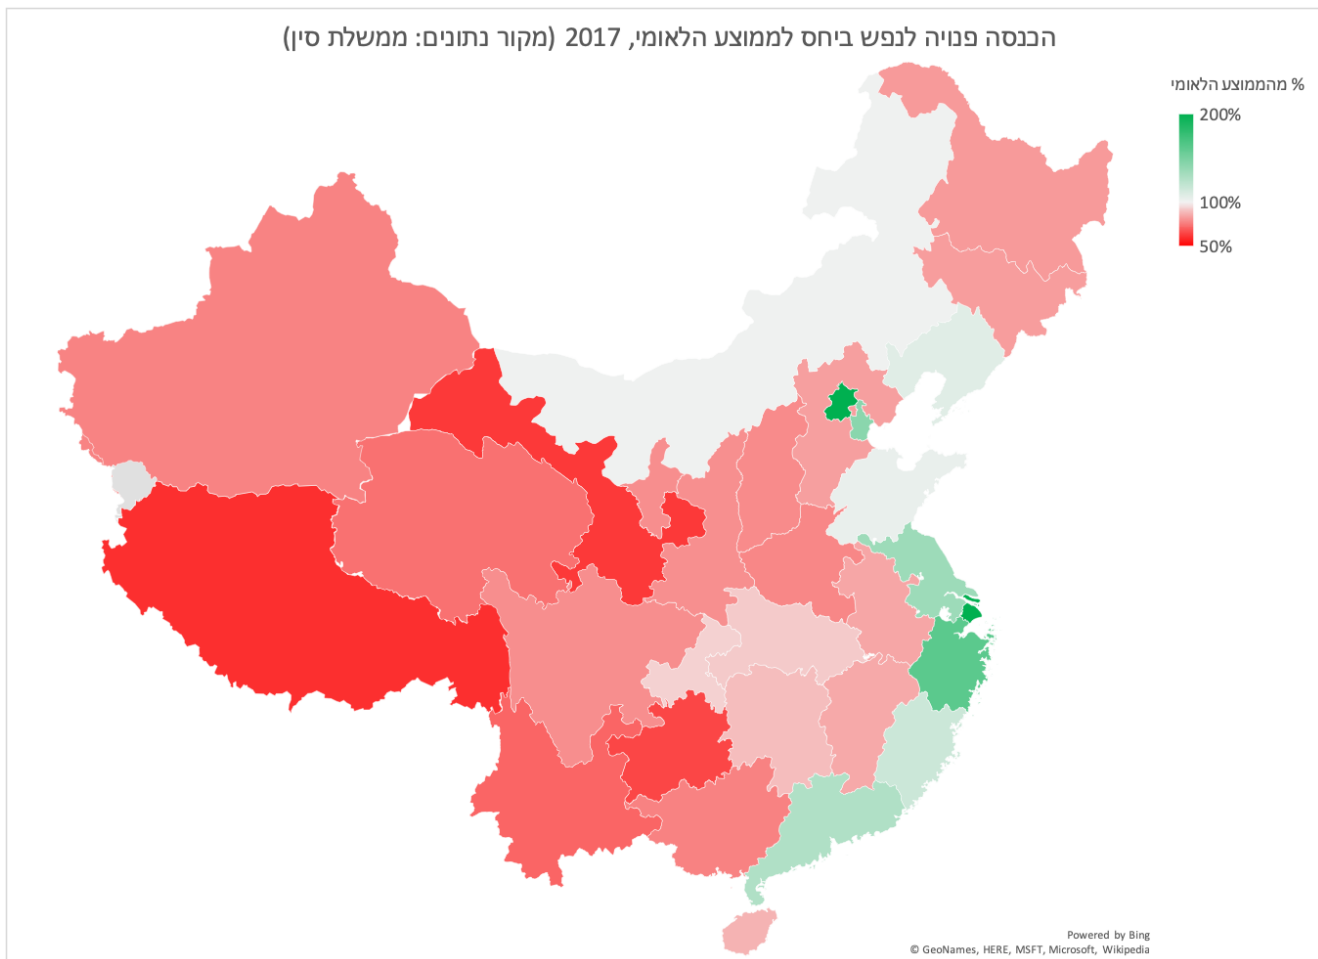 הכנסה פנויה לנפש ביחס לממוצע הלאומי, 2017 (מקור נתונים: ממשלת סין)
% מהממוצע הלאומי
200%
100%
50%
Powered by Bing
© GeoNames, HERE, MSFT, Microsoft, Wikipedia